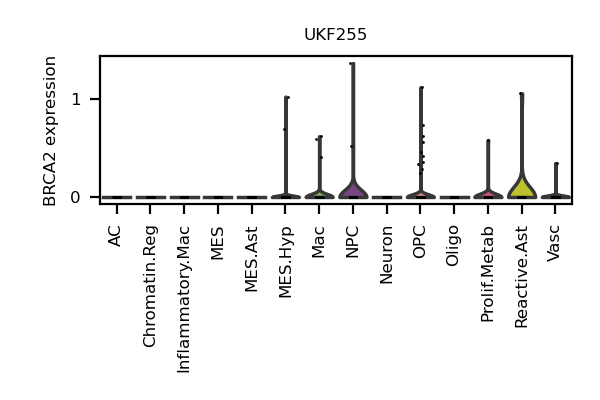 UKF255
BRCA2 expression
1
0
AC
Chromatin.Reg
Inflammatory.Mac
MES
MES.Ast
MES.Hyp
Mac
NPC
Neuron
OPC
Oligo
Prolif.Metab
Reactive.Ast
Vasc